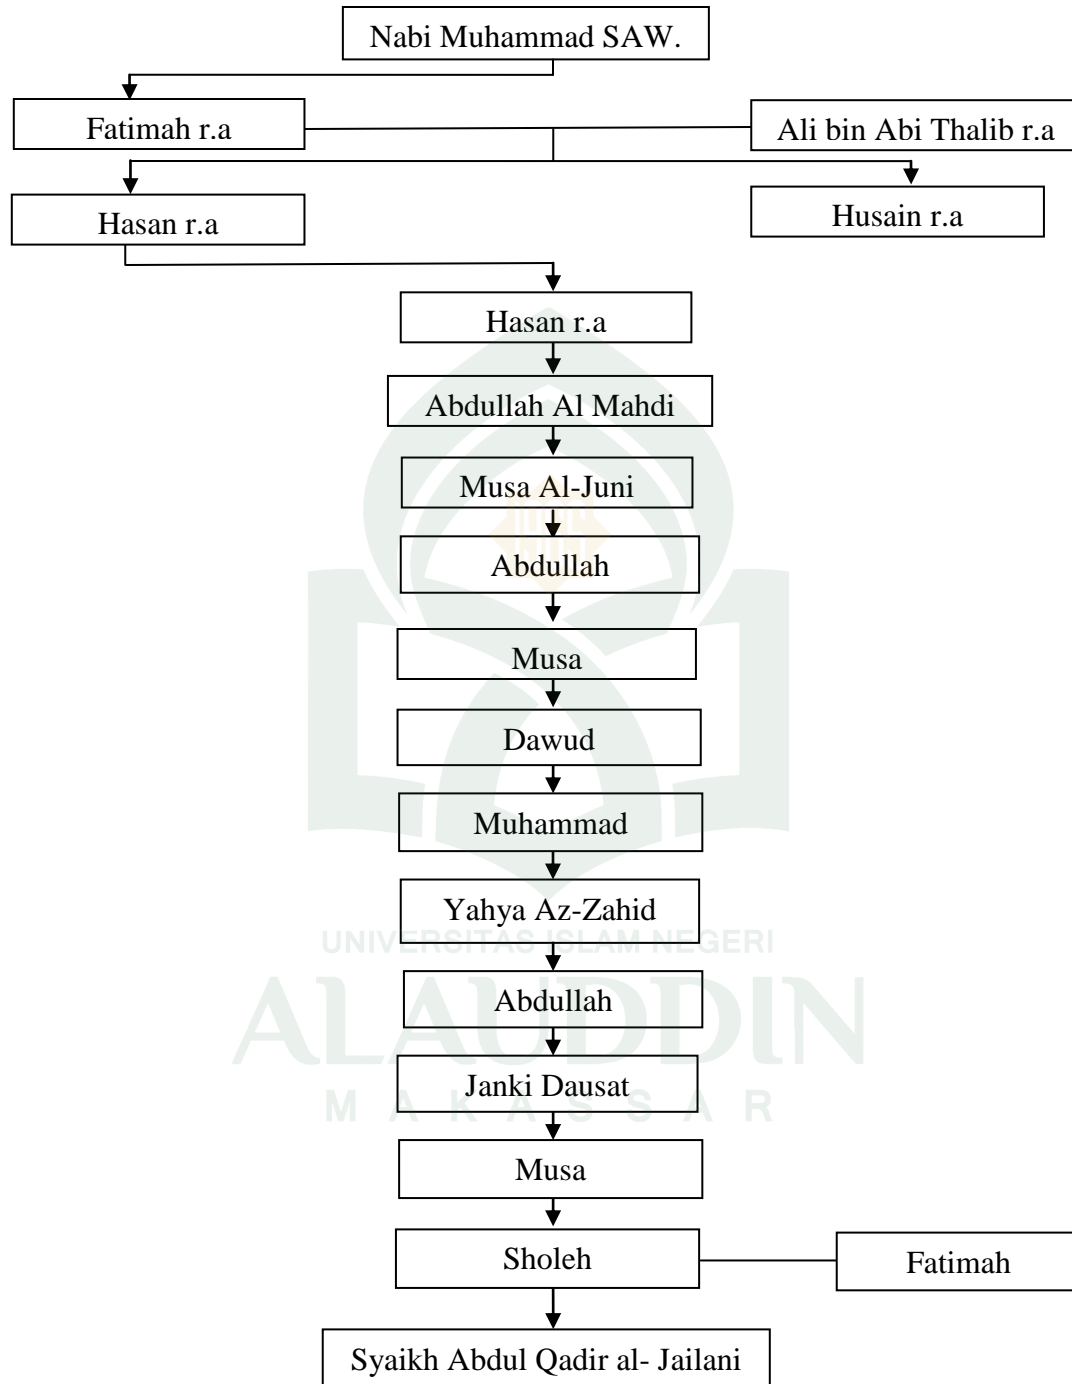 Nabi Muhammad SAW.
Fatimah r.a
Ali bin Abi Thalib r.a
Hasan r.a
Husain r.a
Hasan r.a
Abdullah Al Mahdi
Musa Al-Juni
Abdullah
Musa
Dawud
Muhammad
Yahya Az-Zahid
UNIVERSITAS ISLAM NEGERI
Abdullah
ALAUDDIN
Janki Dausat
MAKASSAR
Musa
Sholeh
Fatimah
Syaikh Abdul Qadir al- Jailani